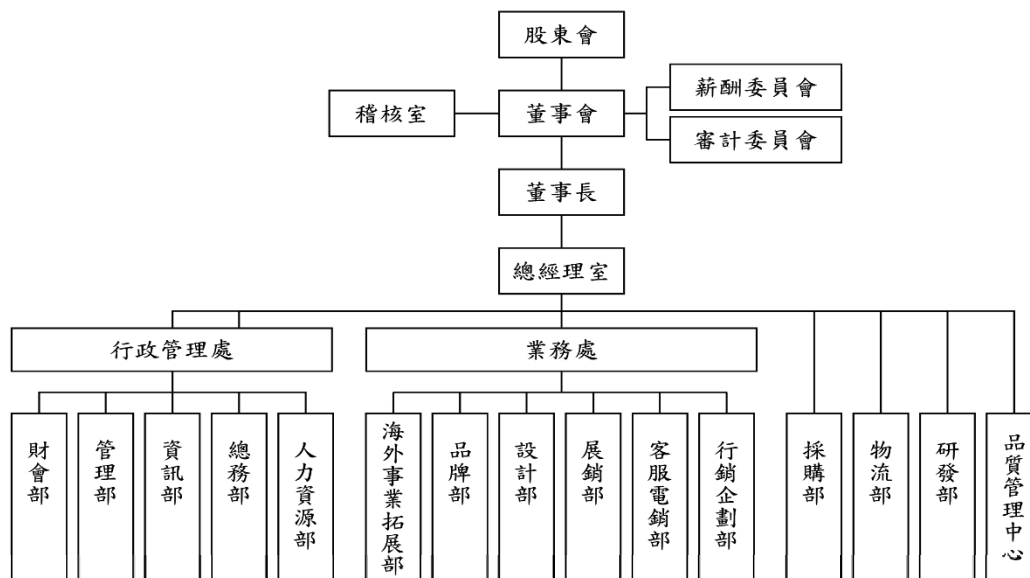 股東會
稽核室
董事會
薪酬委員會
審計委員會
董事長
總經理室
行政管理處
業務處
財會部
管理部
資訊部
總務部
人力資源部
海外事業拓展部
品牌部
設計部
展銷部
客服電銷部
行銷企劃部
採購部
物流部
研發部
品質管理中心